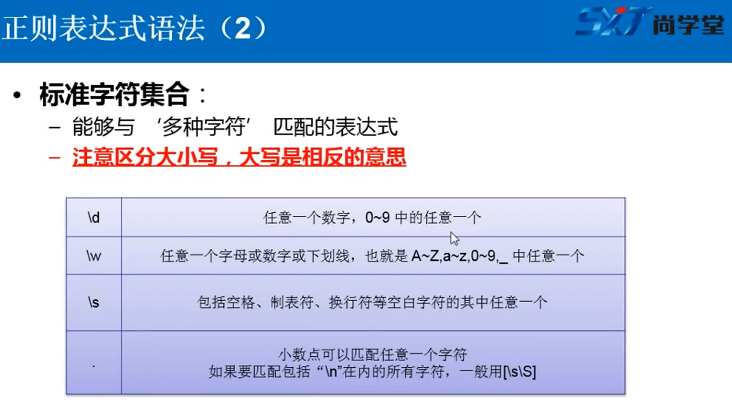 正则表达式语法（2）
SXT尚学堂
• 标准字符集合：
– 能够与 ‘多种字符’ 匹配的表达式
– 注意区分大小写，大写是相反的意思
\d 任意一个数字，0~9 中的任意一个
\w 任意一个字母或数字或下划线，也就是 A~Z,a~z,0~9,_ 中任意一个
\s 包括空格、制表符、换行符等空白字符的其中任意一个
. 小数点可以匹配任意一个字符
如果要匹配包括“\n”在内的所有字符，一般用[\s\S]